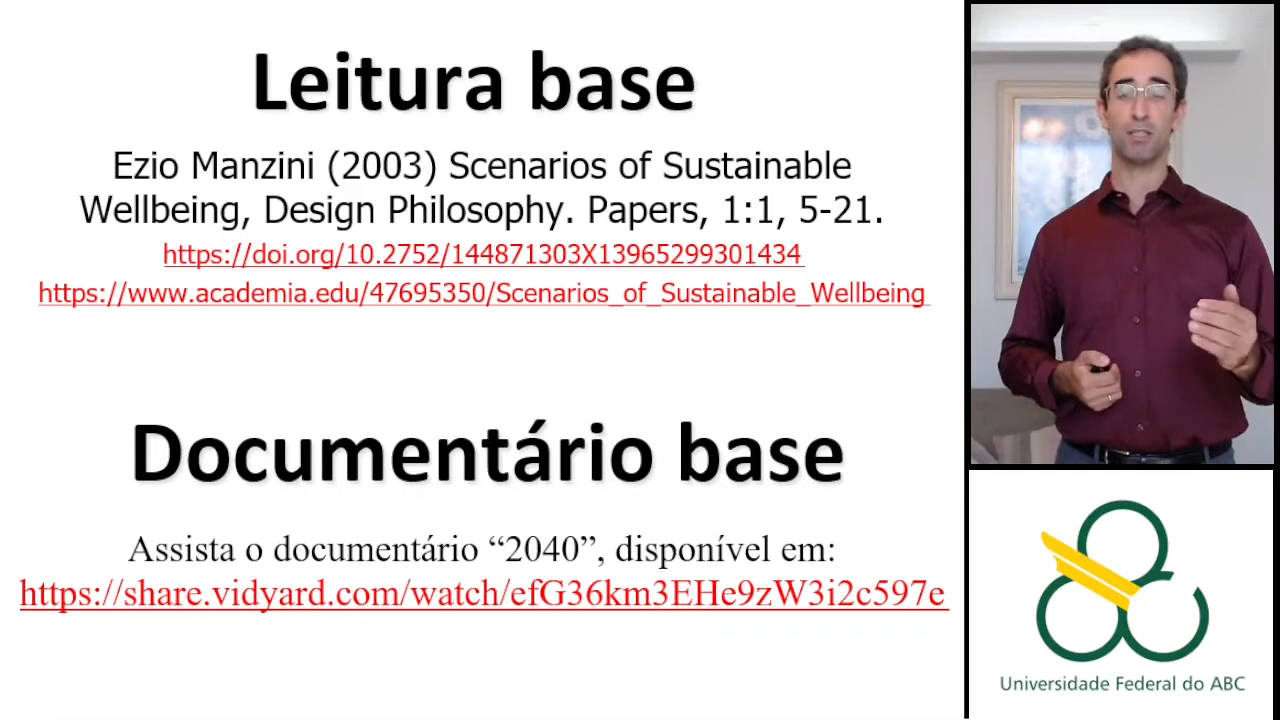 Leitura base
Ezio Manzini (2003) Scenarios of Sustainable
Wellbeing, Design Philosophy. Papers, 1:1, 5-21.
https://doi.org/10.2752/144871303X13965299301434
https://www.academia.edu/47695350/Scenarios_of_Sustainable_Wellbeing
Documentário base
Assista o documentário “2040”, disponível em:
https://share.vidyard.com/watch/efG36km3EHe9zW3i2c597e
Universidade Federal do ABC